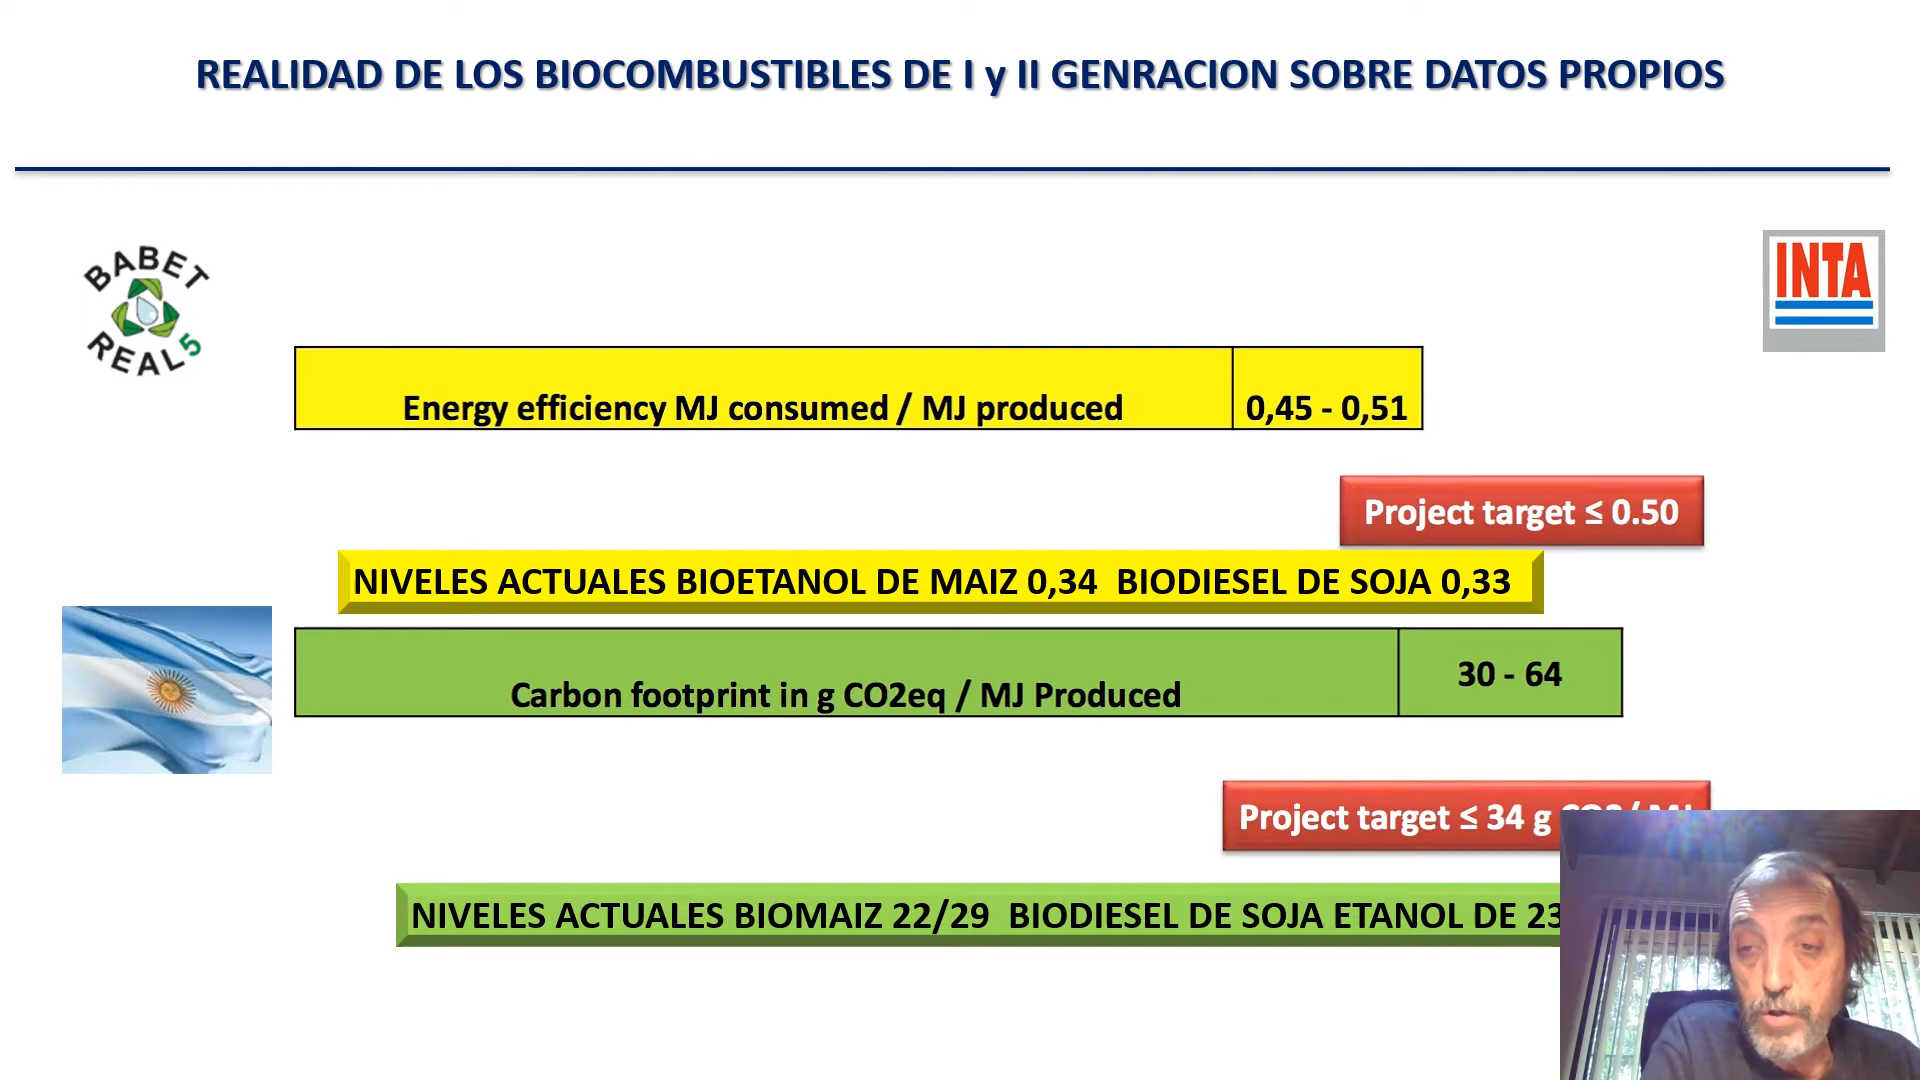 REALIDAD DE LOS BIOCOMBUSTIBLES DE I y II GENRACION SOBRE DATOS PROPIOS
BABET
REAL5
INTA
Energy efficiency MJ consumed / MJ produced 0,45 - 0,51
Project target ≤ 0.50
NIVELES ACTUALES BIOETANOL DE MAIZ 0,34 BIODIESEL DE SOJA 0,33
Carbon footprint in g CO2eq / MJ Produced 30 - 64
Project target ≤ 34 g
NIVELES ACTUALES BIOMAIZ 22/29 BIODIESEL DE SOJA ETANOL DE 23